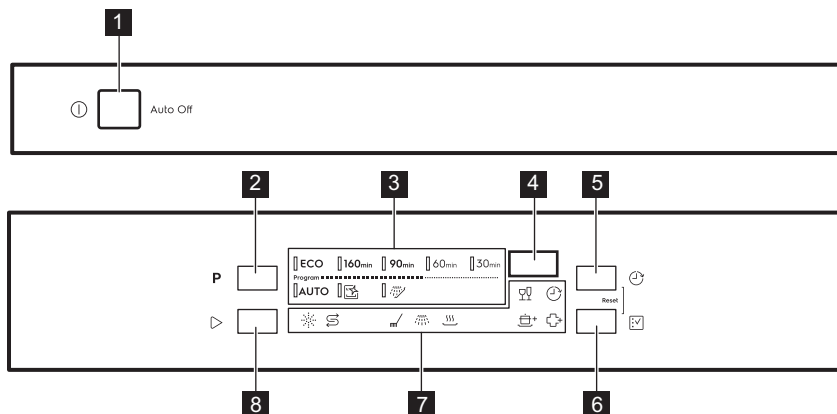 1
Auto Off
2 3 4 5
ECO 160min 90min 60min 30min
P
Program
AUTO
Reset
8 7 6